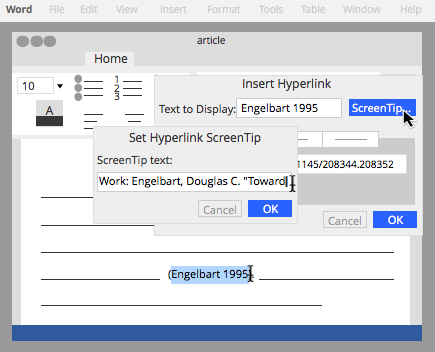 Word File Edit View Insert Format Tools Table Window Help
article
Home
Insert Hyperlink
10
1
2
3
A
Text to Display: Engelbart 1995 ScreenTip...
Set Hyperlink ScreenTip
ScreenTip text:
1145/208344.208352
Work: Engelbart, Douglas C. "Toward
Cancel OK
Cancel OK
(Engelbart 1995)